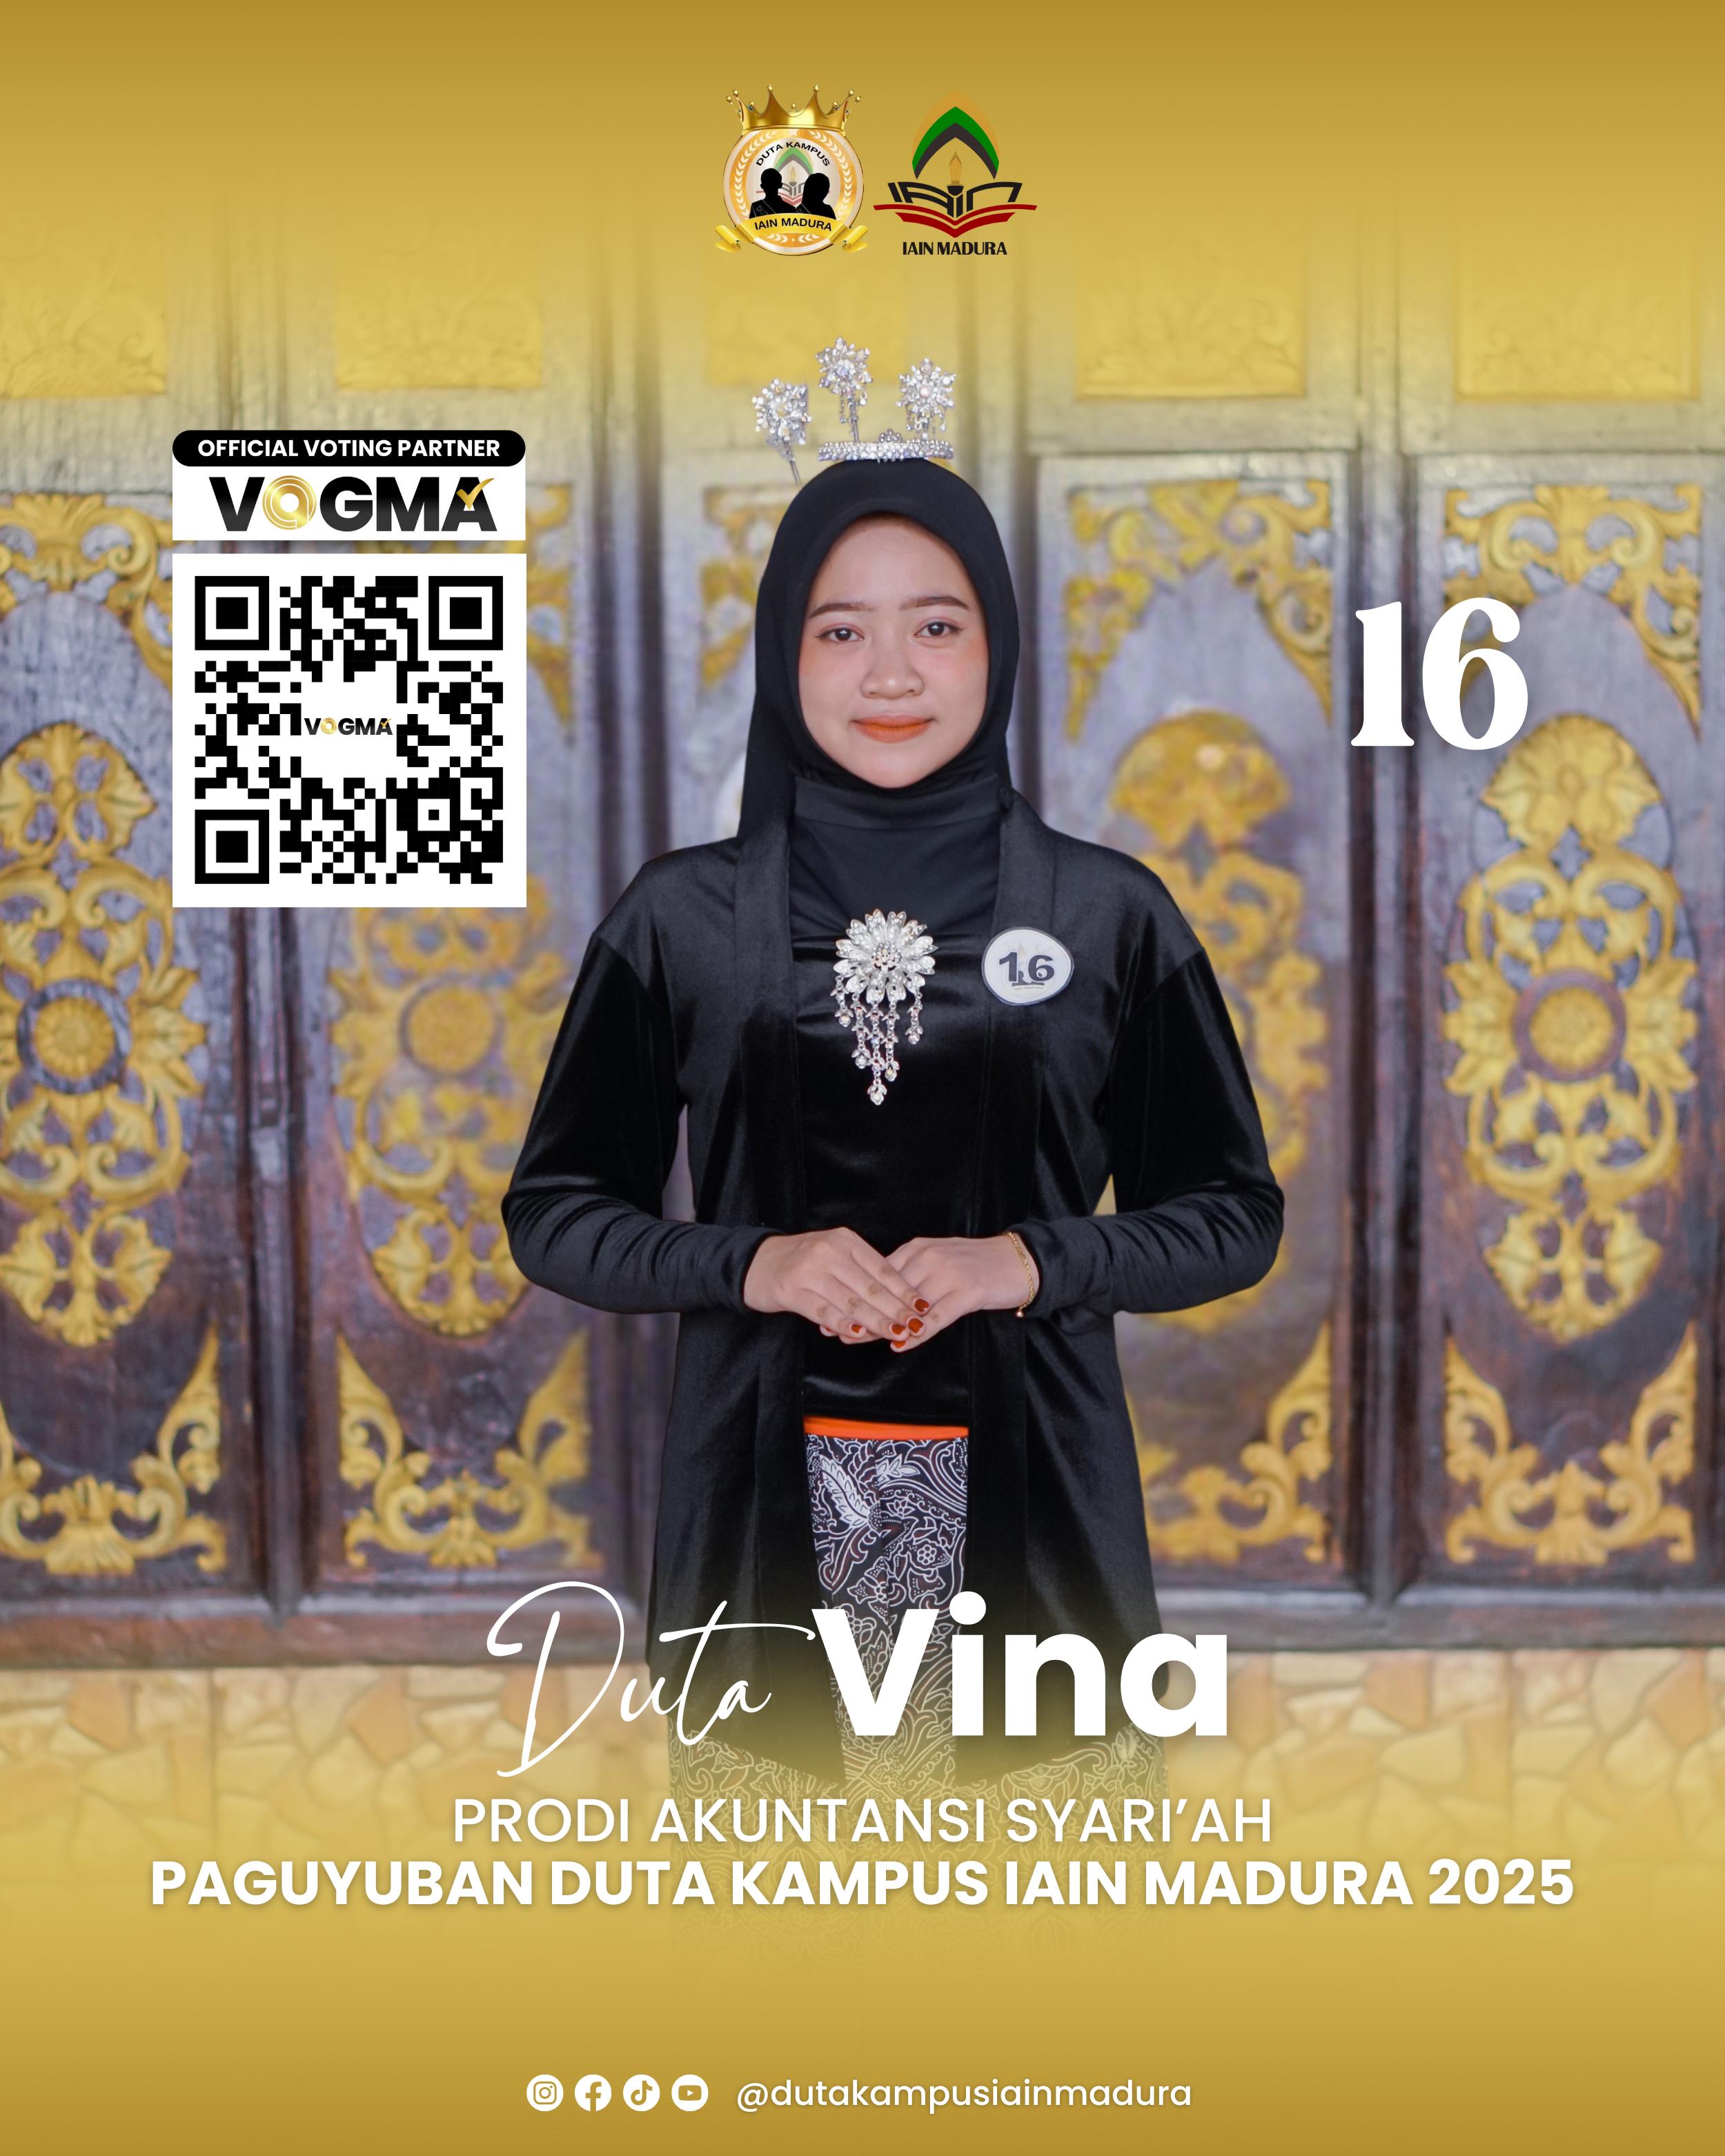 DUTA KAMPUS
IAIN MADURA
IAIN MADURA
OFFICIAL VOTING PARTNER
VOGMA
VOGMA
16
16
Duta Vina
PRODI AKUNTANSI SYARI’AH
PAGUYUBAN DUTA KAMPUS IAIN MADURA 2025
@dutakampusiainmadura